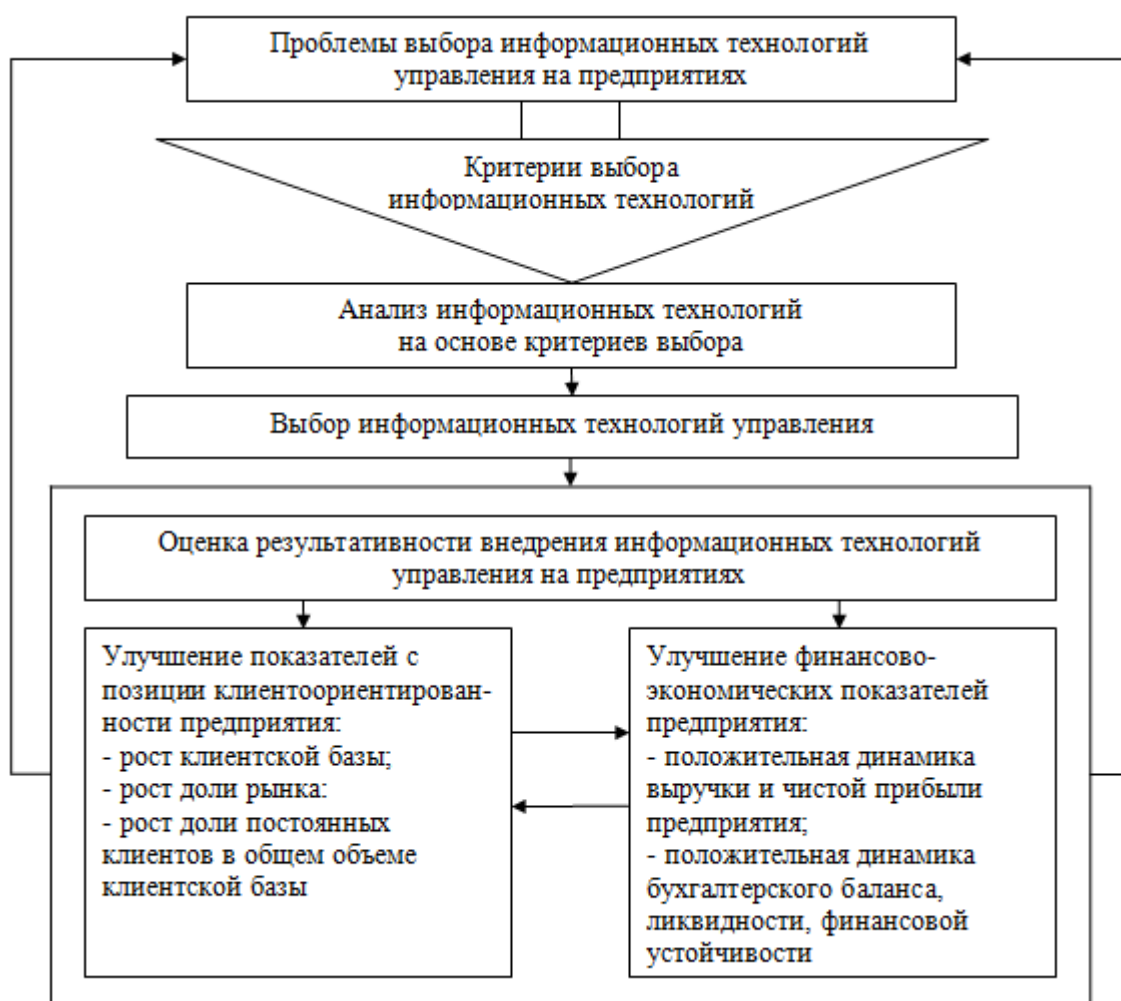 Проблемы выбора информационных технологий
управления на предприятиях
Критерии выбора
информационных технологий
Анализ информационных технологий
на основе критериев выбора
Выбор информационных технологий управления
Оценка результативности внедрения информационных технологий
управления на предприятиях
Улучшение показателей с
позиции клиентоориентирован-
ности предприятия:
- рост клиентской базы;
- рост доли рынка:
- рост доли постоянных
клиентов в общем объеме
клиентской базы
Улучшение финансово-
экономических показателей
предприятия:
- положительная динамика
выручки и чистой прибыли
предприятия;
- положительная динамика
бухгалтерского баланса,
ликвидности, финансовой
устойчивости